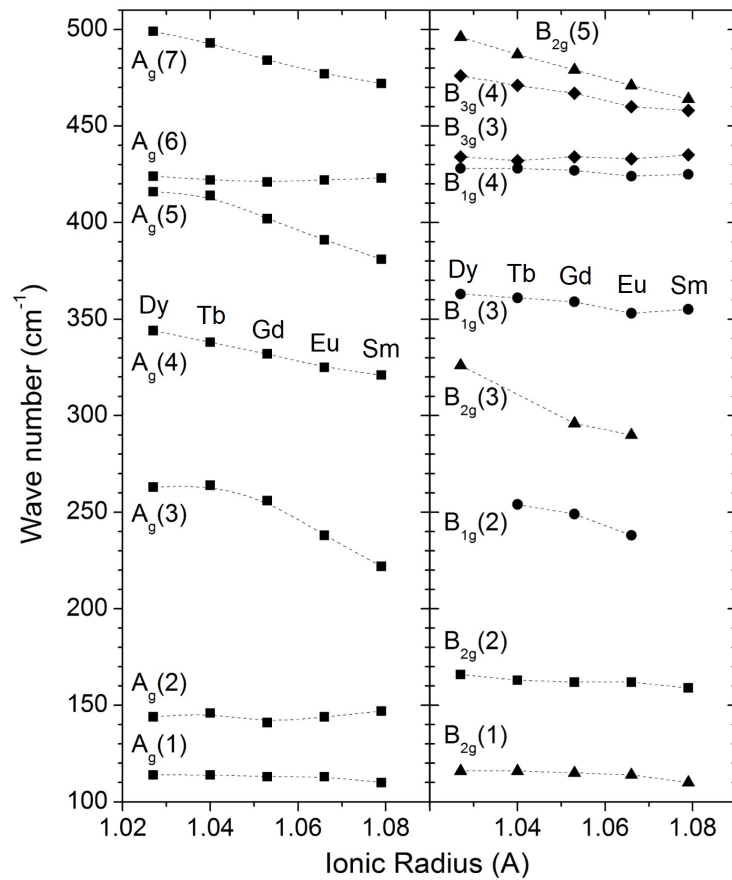 Wave number (cm⁻¹)
500
450
400
350
300
250
200
150
100
A_g(7)
A_g(6)
A_g(5)
Dy Tb Gd Eu Sm
A_g(4)
A_g(3)
A_g(2)
A_g(1)
1.02 1.04 1.06 1.08
B_2g(5)
B_3g(4)
B_3g(3)
B_1g(4)
Dy Tb Gd Eu Sm
B_1g(3)
B_2g(3)
B_1g(2)
B_2g(2)
B_2g(1)
1.04 1.06 1.08
Ionic Radius (A)